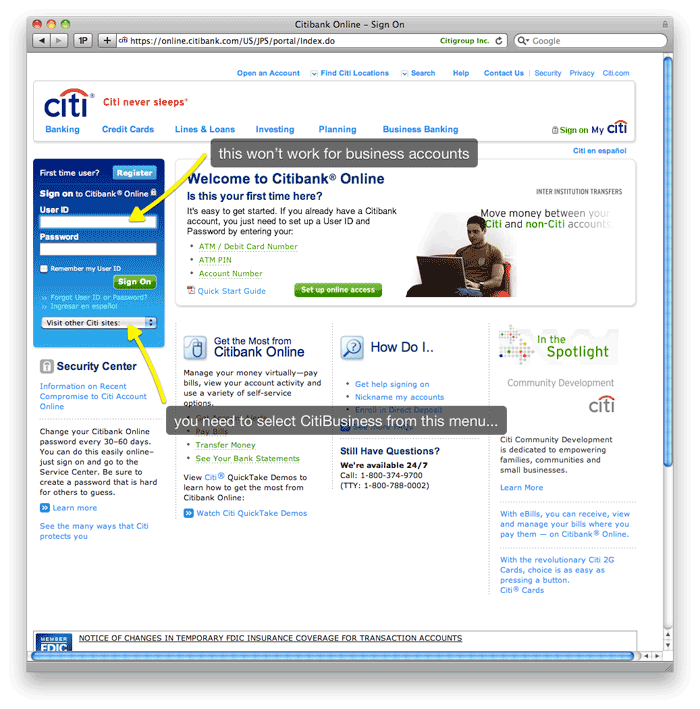 Citibank Online – Sign On
1P
+
https://online.citibank.com/US/JPS/portal/Index.do
Citigroup Inc.
Google
Open an Account
Find Citi Locations
Search
Help
Contact Us
Security
Privacy
Citi.com
citi
Citi never sleeps®
Banking
Credit Cards
Lines & Loans
Investing
Planning
Business Banking
Sign on My citi
Citi en español
this won't work for business accounts
First time user? Register
Sign on to Citibank® Online
User ID
Password
Remember my User ID
Sign On
Forgot User ID or Password?
Ingresar en español
Visit other Citi sites:
Welcome to Citibank® Online
Is this your first time here?
It's easy to get started. If you already have a Citibank
account, you just need to set up a User ID and
Password by entering your:
ATM / Debit Card Number
ATM PIN
Account Number
Quick Start Guide
Set up online access
INTER INSTITUTION TRANSFERS
Move money between your
Citi and non-Citi accounts
you need to select CitiBusiness from this menu...
Security Center
Information on Recent
Compromise to Citi Account
Online
Change your Citibank Online
password every 30-60 days.
You can do this easily online–
just sign on and go to the
Service Center. Be sure to
create a password that is hard
for others to guess.
Learn more
See the many ways that Citi
protects you
Get the Most from
Citibank Online
Manage your money virtually—pay
bills, view your account activity and
use a variety of self-service
options.
Pay Bills
Transfer Money
See Your Bank Statements
View Citi® QuickTake Demos
to learn how to get the most from
Citibank Online:
Watch Citi QuickTake Demos
How Do I..
Get help signing on
Nickname my accounts
Enroll in Direct Deposit
See More FAQs
Still Have Questions?
We're available 24/7
Call: 1-800-374-9700
(TTY: 1-800-788-0002)
In the
Spotlight
Community Development
citi
Citi Community Development
is dedicated to empowering
families, communities and
small businesses.
Learn More
With eBills, you can receive, view
and manage your bills where you
pay them — on Citibank® Online.
With the revolutionary Citi 2G
Cards, choice is as easy as
pressing a button.
Citi® Cards
MEMBER
FDIC
NOTICE OF CHANGES IN TEMPORARY FDIC INSURANCE COVERAGE FOR TRANSACTION ACCOUNTS